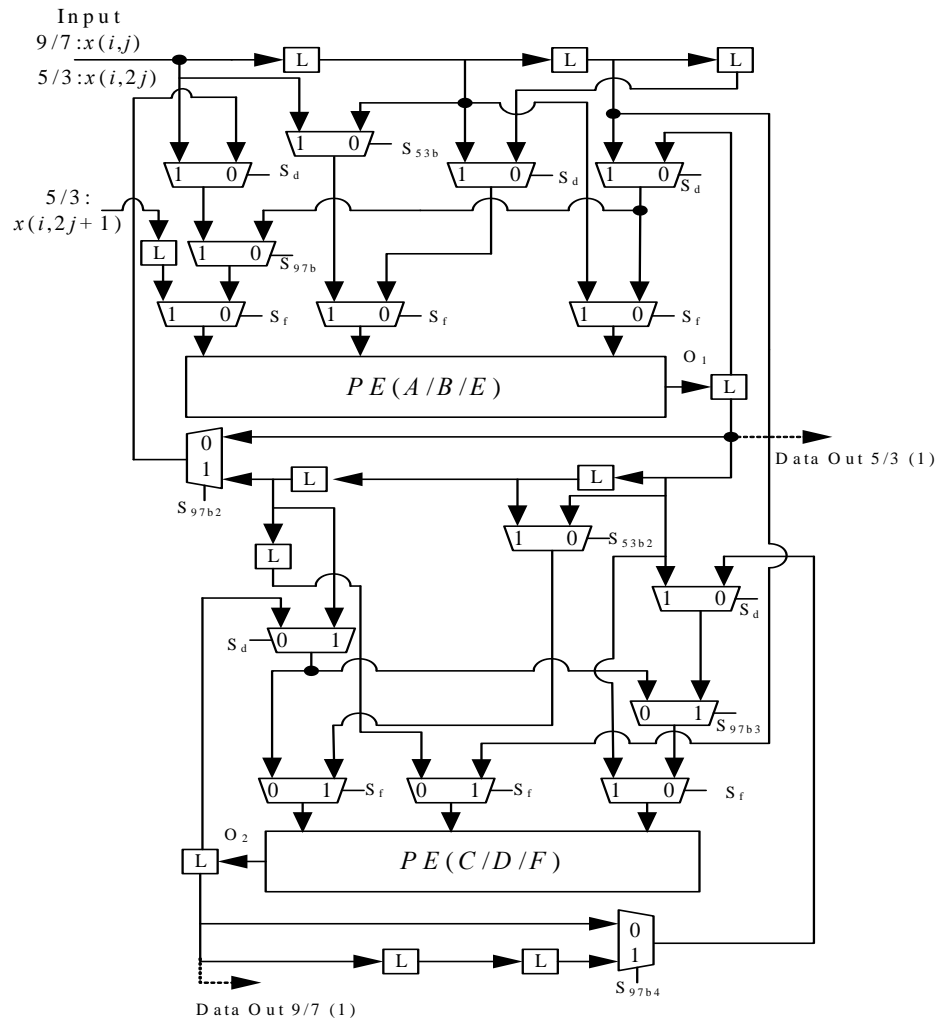 Input
9/7:x(i,j)
5/3:x(i,2j)
L
L
L
1 0
S53b
1 0
Sd
1 0
Sd
1 0
Sd
5/3:
x(i,2j+1)
L
1 0
S97b
1 0
Sf
1 0
Sf
1 0
Sf
PE(A/B/E)
O1
L
Data Out 5/3 (1)
0
1
S97b2
L
L
1 0
S53b2
L
1 0
Sd
Sd
0 1
0 1
S97b3
0 1
Sf
0 1
Sf
1 0
Sf
PE(C/D/F)
O2
L
0
1
S97b4
L
L
Data Out 9/7 (1)